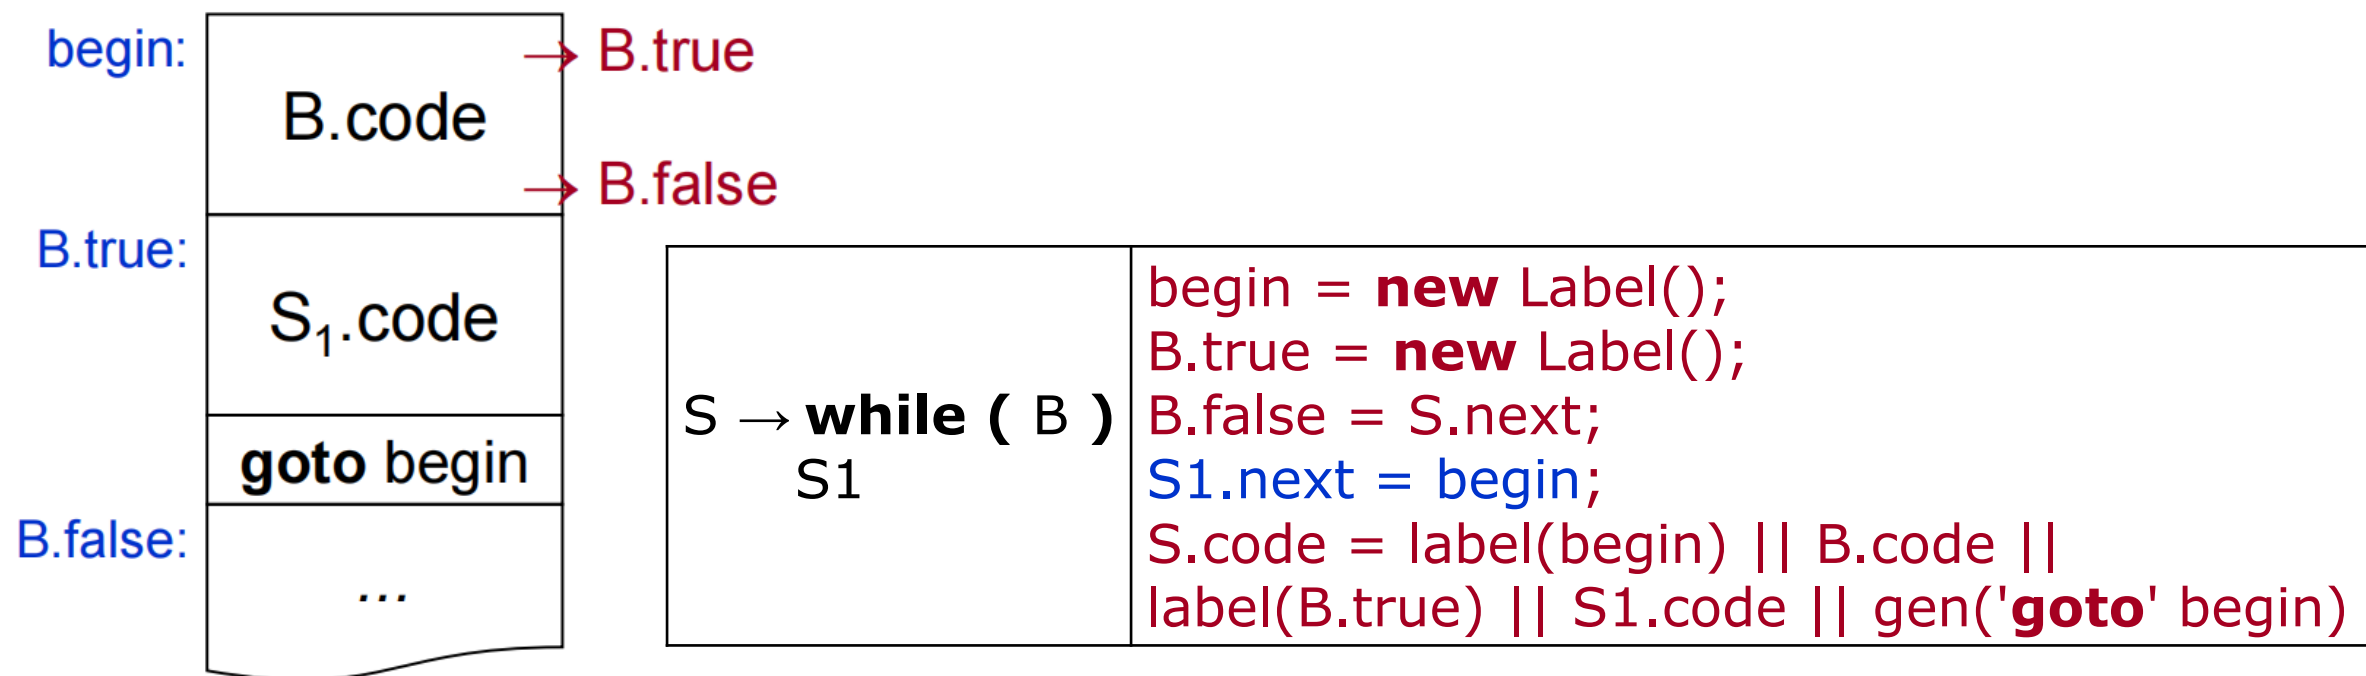 begin:
→ B.true
B.code
→ B.false
B.true:
S₁.code
goto begin
B.false:
...
S → while ( B )
S1
begin = new Label();
B.true = new Label();
B.false = S.next;
S1.next = begin;
S.code = label(begin) || B.code ||
label(B.true) || S1.code || gen('goto' begin)